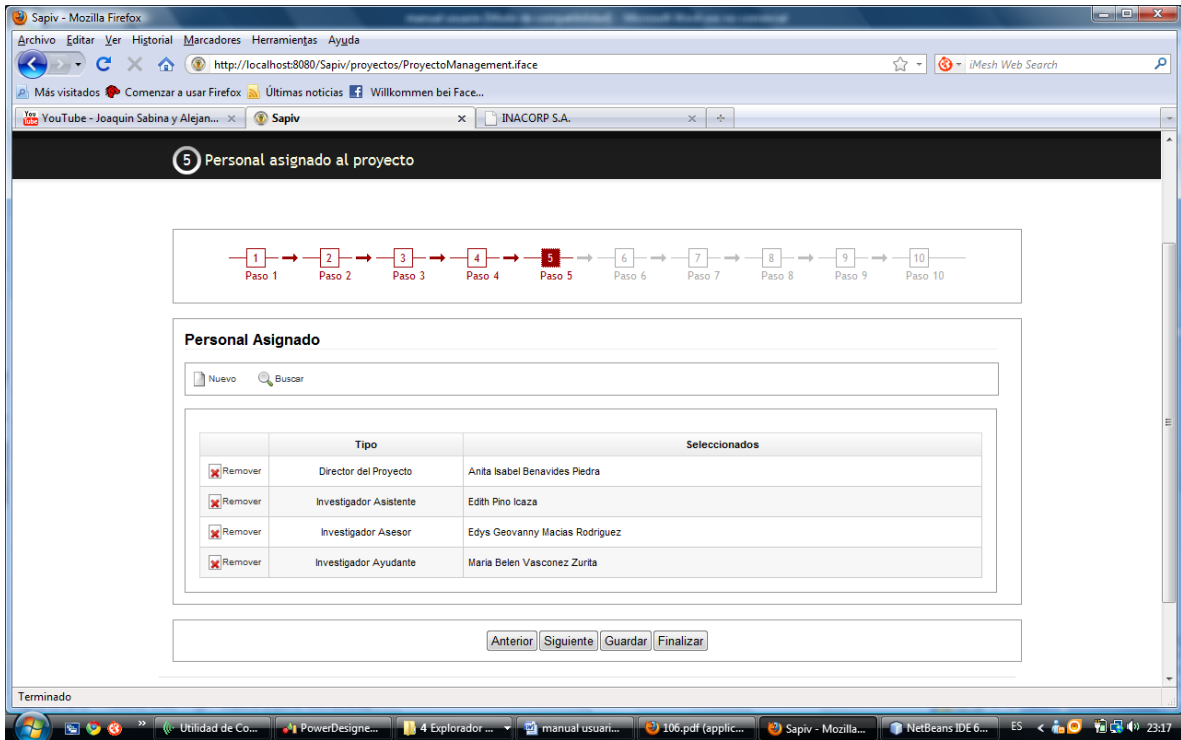 Sapiv - Mozilla Firefox
Archivo Editar Ver Historial Marcadores Herramientas Ayuda
http://localhost:8080/Sapiv/proyectos/ProyectoManagement.iface
iMesh Web Search
Más visitados Comenzar a usar Firefox Últimas noticias Willkommen bei Face...
YouTube - Joaquin Sabina y Alejan... Sapiv INACORP S.A.
5 Personal asignado al proyecto
1 2 3 4 5 6 7 8 9 10
Paso 1 Paso 2 Paso 3 Paso 4 Paso 5 Paso 6 Paso 7 Paso 8 Paso 9 Paso 10
Personal Asignado
Nuevo Buscar
Tipo Seleccionados
Remover Director del Proyecto Anita Isabel Benavides Piedra
Remover Investigador Asistente Edith Pino Icaza
Remover Investigador Asesor Edys Geovanny Macias Rodriguez
Remover Investigador Ayudante Maria Belen Vasconez Zurita
Anterior Siguiente Guardar Finalizar
Terminado
Utilidad de Co... PowerDesigne... 4 Explorador ... manual usuari... 106.pdf (applic... Sapiv - Mozilla... NetBeans IDE 6... ES 23:17